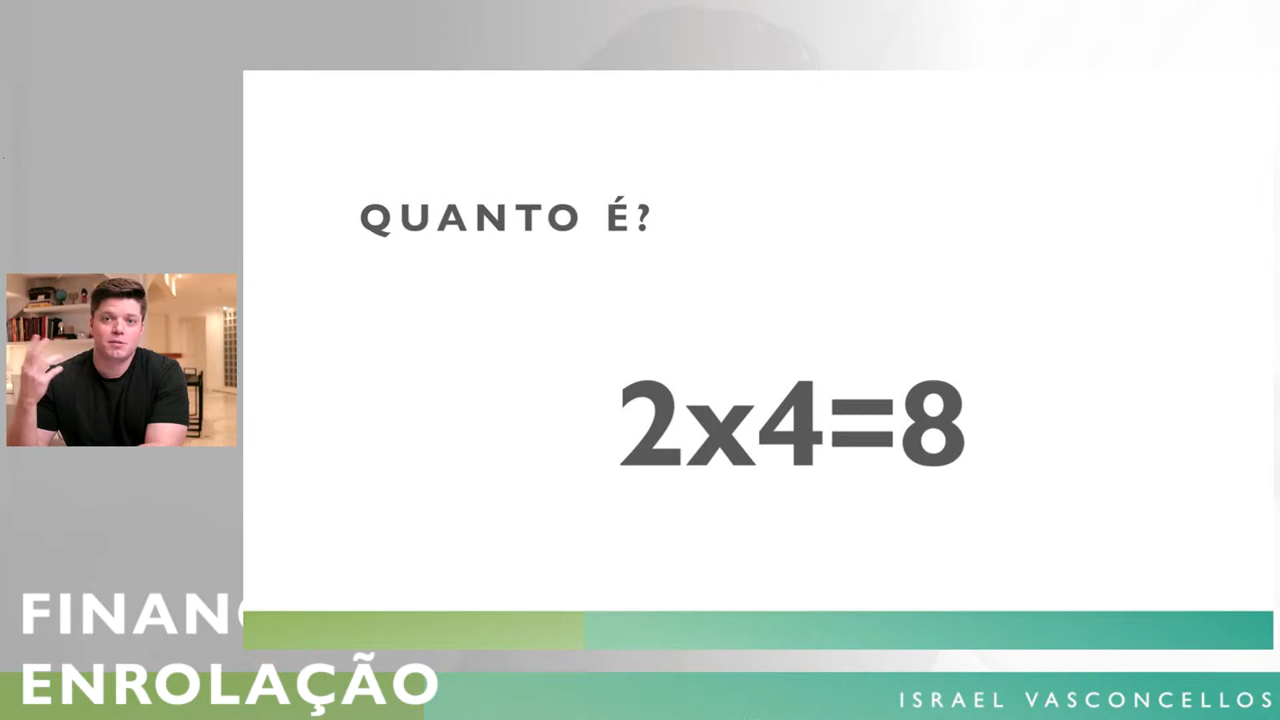 QUANTO É?
2x4=8
FINANC
ENROLAÇÃO
ISRAEL VASCONCELLOS